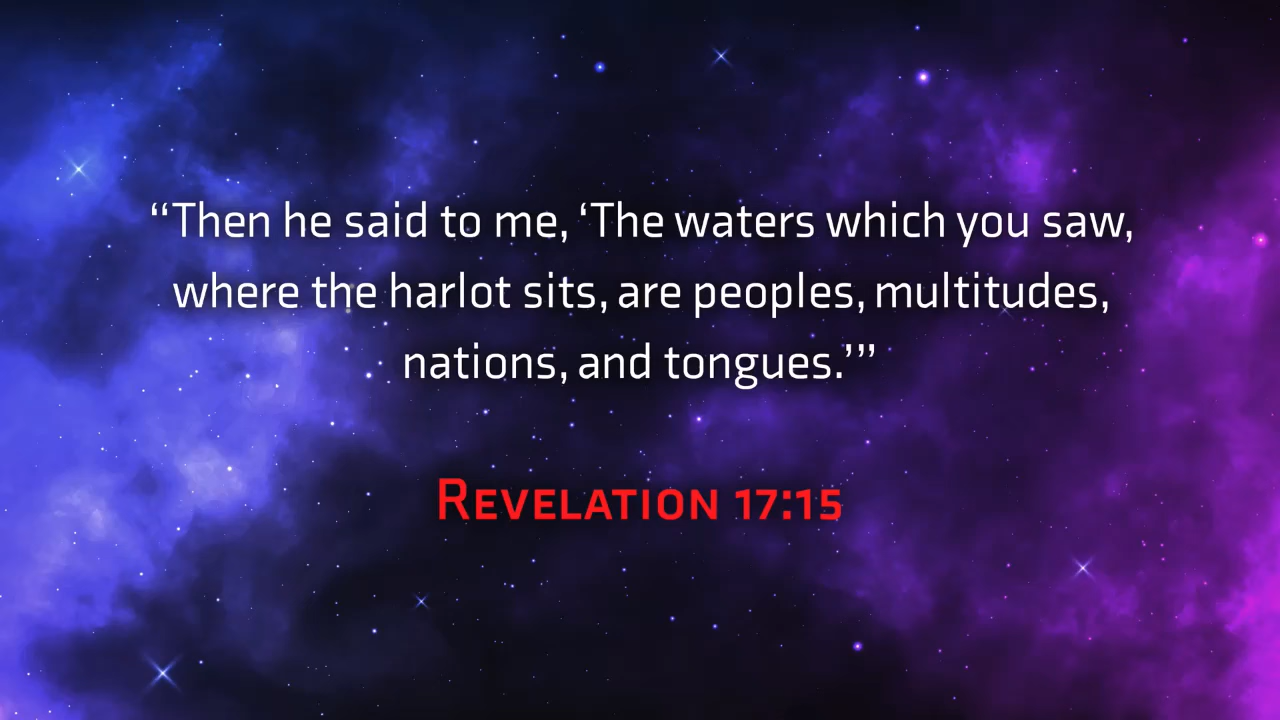 “Then he said to me, ‘The waters which you saw,
where the harlot sits, are peoples, multitudes,
nations, and tongues.’”
Revelation 17:15